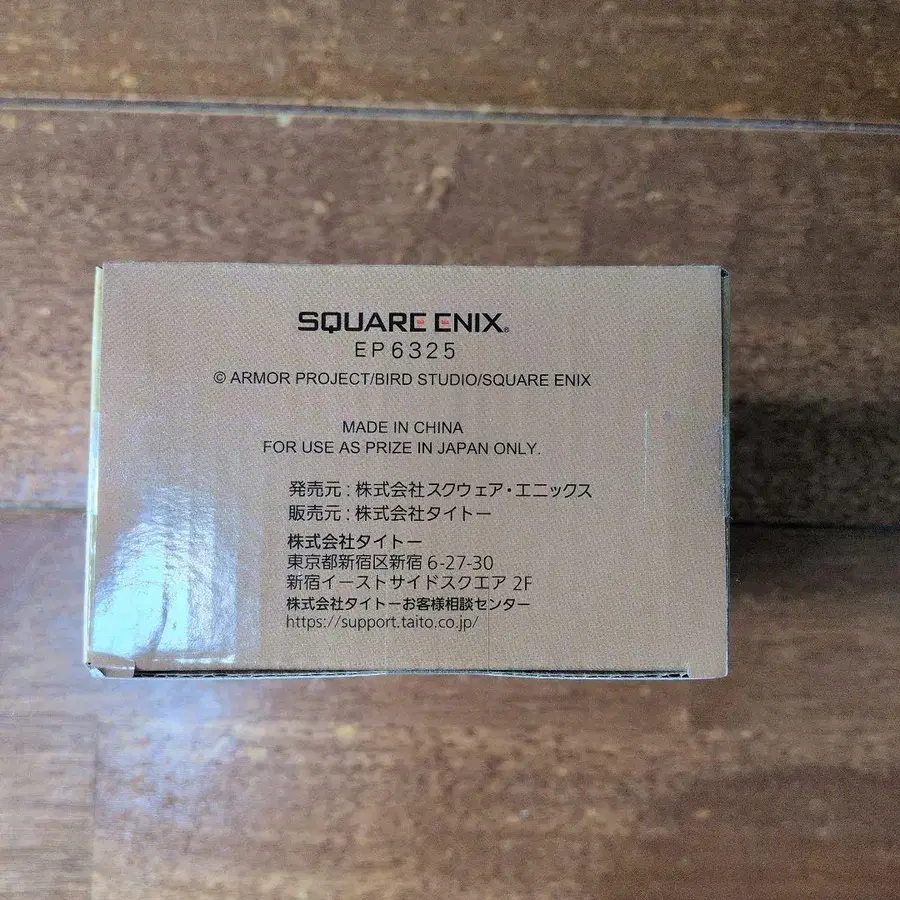 SQUARE ENIX®
EP6325
© ARMOR PROJECT/BIRD STUDIO/SQUARE ENIX
MADE IN CHINA
FOR USE AS PRIZE IN JAPAN ONLY.
発売元:株式会社スクウェア・エニックス
販売元:株式会社タイトー
株式会社タイトー
東京都新宿区新宿 6-27-30
新宿イーストサイドスクエア 2F
株式会社タイトーお客様相談センター
https://support.taito.co.jp/